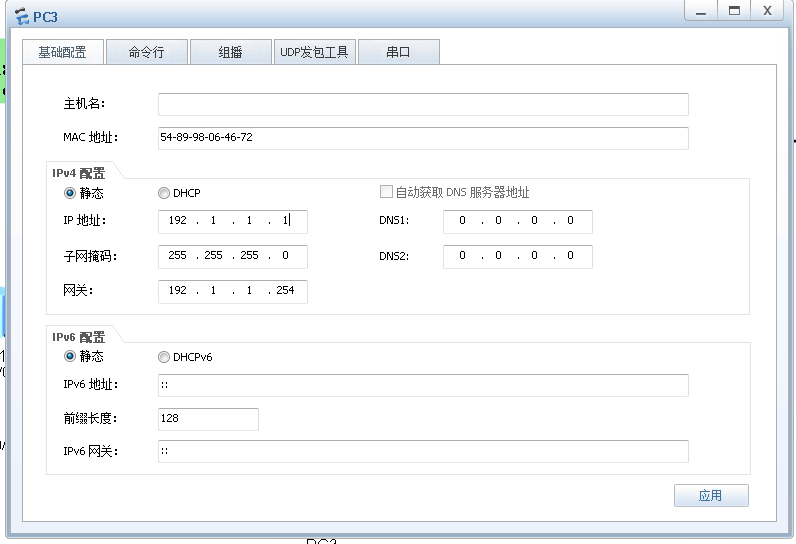 PC3
基础配置 命令行 组播 UDP发包工具 串口
主机名：
MAC 地址： 54-89-98-06-46-72
IPv4 配置
静态 DHCP 自动获取 DNS 服务器地址
IP 地址： 192 . 1 . 1 . 1 DNS1: 0 . 0 . 0 . 0
子网掩码： 255 . 255 . 255 . 0 DNS2: 0 . 0 . 0 . 0
网关： 192 . 1 . 1 . 254
IPv6 配置
静态 DHCPv6
IPv6 地址： ::
前缀长度： 128
IPv6 网关： ::
应用
PC3